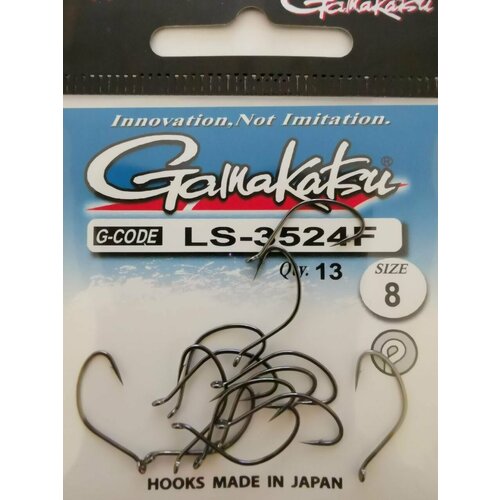 Gamakatsu
Innovation, Not Imitation.
Gamakatsu®
G-CODE LS-3524F
Qty. 13
SIZE
8
HOOKS MADE IN JAPAN